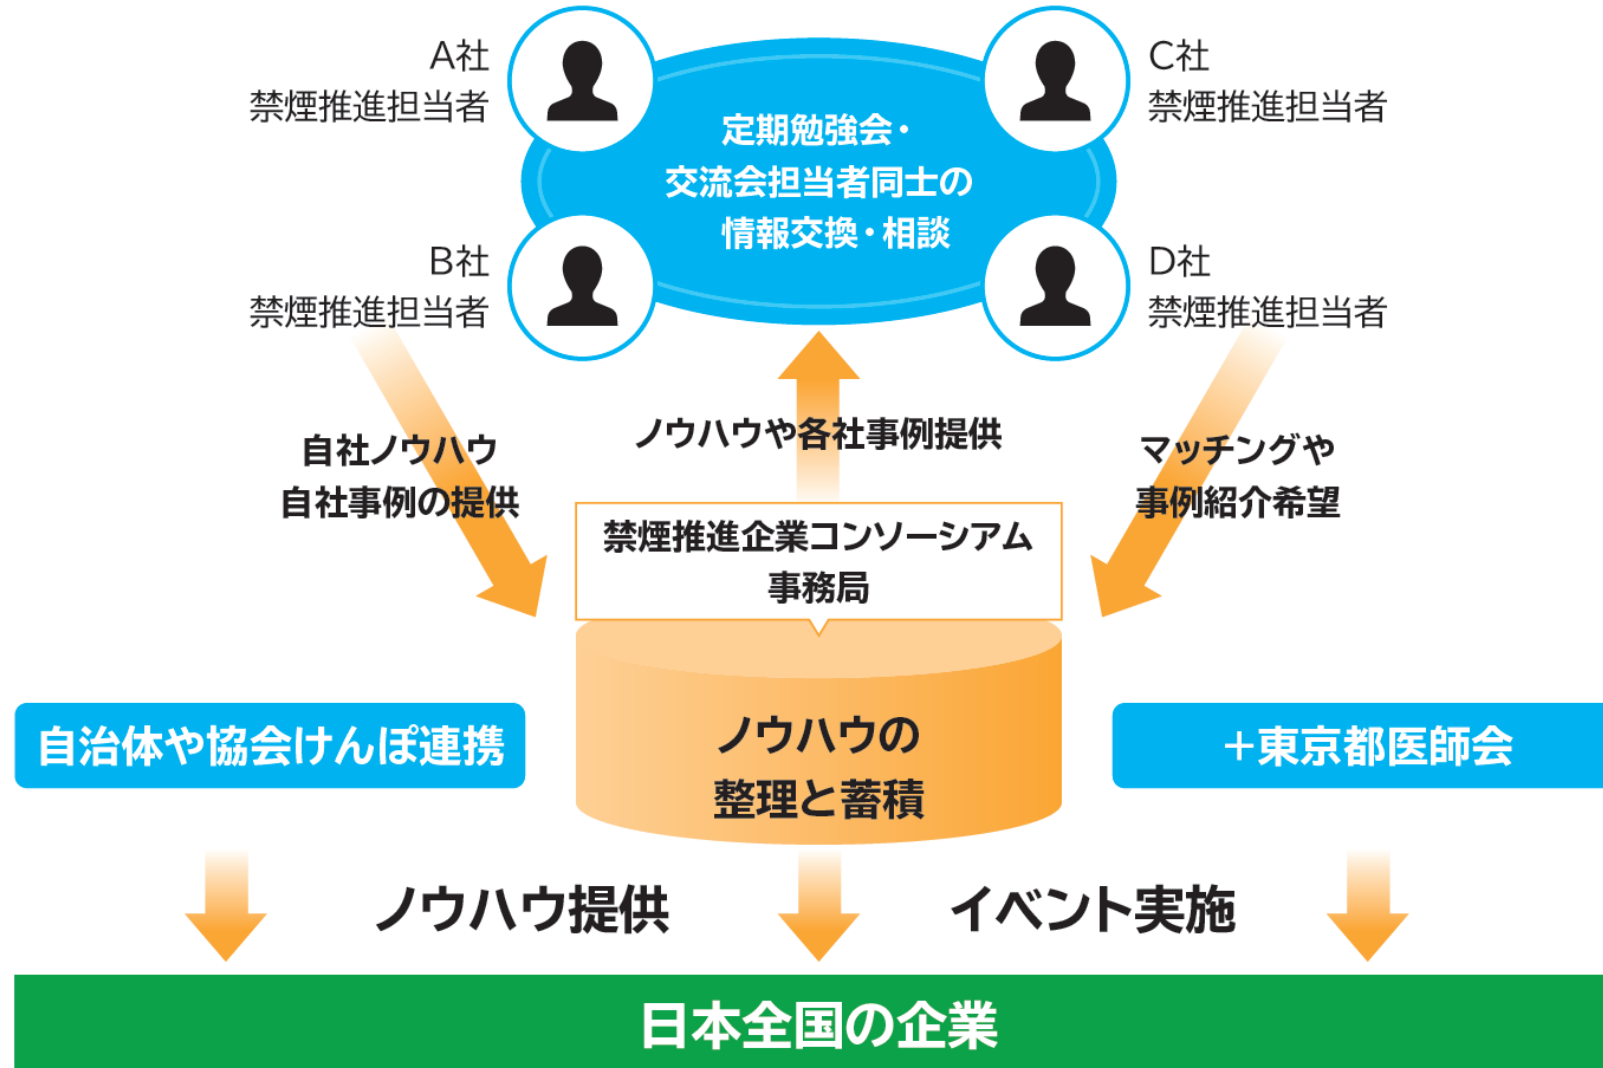 A社
禁煙推進担当者
C社
禁煙推進担当者
定期勉強会・
交流会担当者同士の
情報交換・相談
B社
禁煙推進担当者
D社
禁煙推進担当者
自社ノウハウ
自社事例の提供
ノウハウや各社事例提供
マッチングや
事例紹介希望
禁煙推進企業コンソーシアム
事務局
ノウハウの
整理と蓄積
自治体や協会けんぽ連携
＋東京都医師会
ノウハウ提供
イベント実施
日本全国の企業